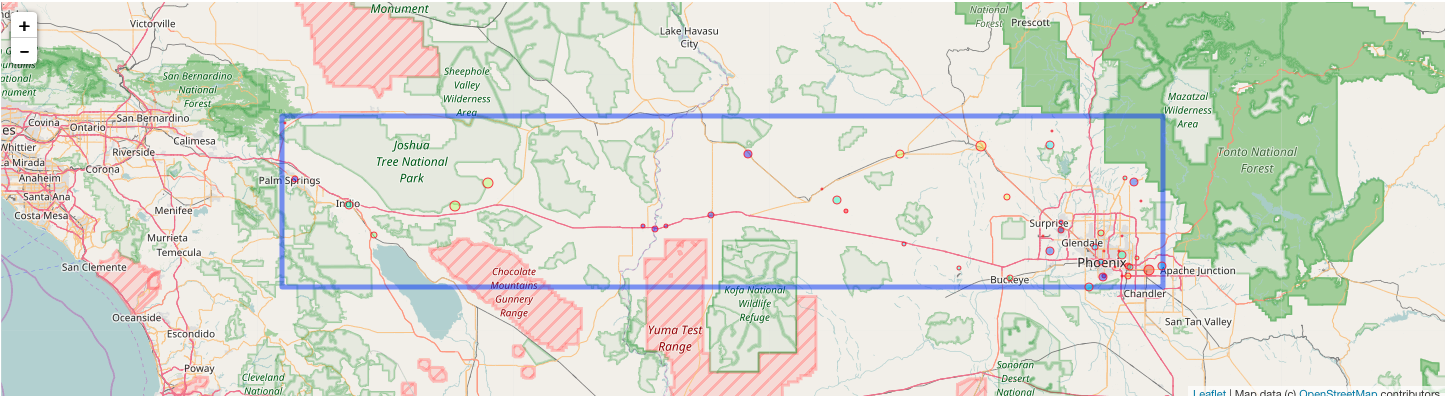 Monument
Victorville
+
−
San Bernardino
National
Forest
Covina
Ontario
San Bernardino
es
Whittier
La Mirada
Riverside
Calimesa
Anaheim
Corona
Santa Ana
Costa Mesa
Menifee
Murrieta
Temecula
San Clemente
Oceanside
Escondido
Poway
Cleveland
National
Sheephole
Valley
Wilderness
Area
Joshua
Tree National
Park
Palm Springs
Indio
Chocolate
Mountains
Gunnery
Range
Lake Havasu
City
Yuma Test
Range
Kofa National
Wildlife
Refuge
National
Forest
Prescott
Mazatzal
Wilderness
Area
Tonto National
Forest
Surprise
Glendale
Phoenix
Buckeye
Apache Junction
Chandler
San Tan Valley
Sonoran
Desert
National
Leaflet | Map data (c) OpenStreetMap contributors